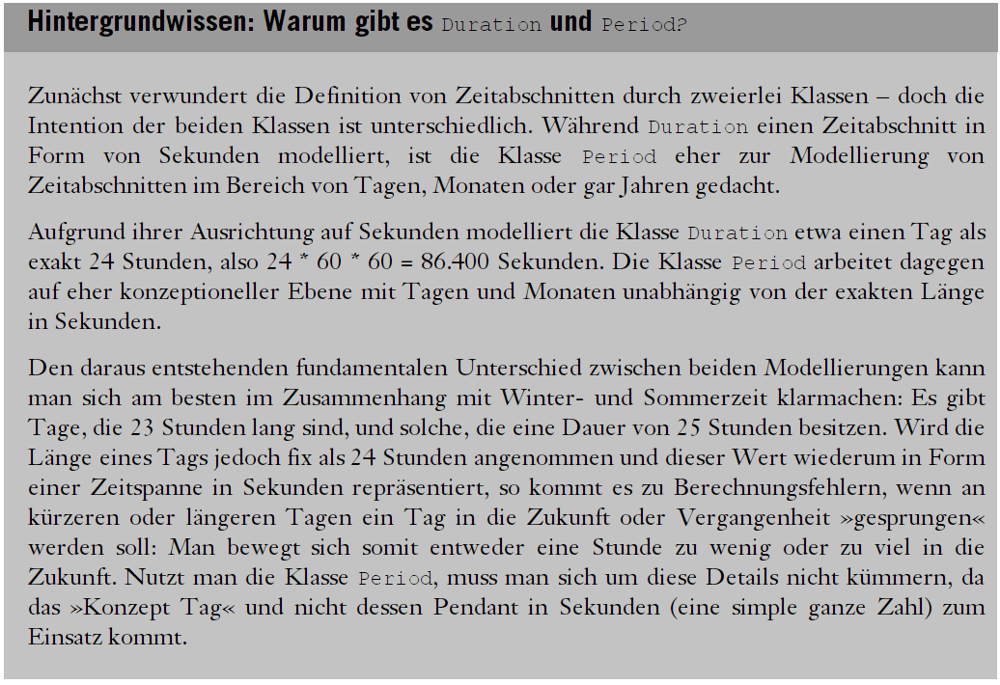 Hintergrundwissen: Warum gibt es Duration und Period?
Zunächst verwundert die Definition von Zeitabschnitten durch zweierlei Klassen – doch die
Intention der beiden Klassen ist unterschiedlich. Während Duration einen Zeitabschnitt in
Form von Sekunden modelliert, ist die Klasse Period eher zur Modellierung von
Zeitabschnitten im Bereich von Tagen, Monaten oder gar Jahren gedacht.
Aufgrund ihrer Ausrichtung auf Sekunden modelliert die Klasse Duration etwa einen Tag als
exakt 24 Stunden, also 24 * 60 * 60 = 86.400 Sekunden. Die Klasse Period arbeitet dagegen
auf eher konzeptioneller Ebene mit Tagen und Monaten unabhängig von der exakten Länge
in Sekunden.
Den daraus entstehenden fundamentalen Unterschied zwischen beiden Modellierungen kann
man sich am besten im Zusammenhang mit Winter- und Sommerzeit klarmachen: Es gibt
Tage, die 23 Stunden lang sind, und solche, die eine Dauer von 25 Stunden besitzen. Wird die
Länge eines Tags jedoch fix als 24 Stunden angenommen und dieser Wert wiederum in Form
einer Zeitspanne in Sekunden repräsentiert, so kommt es zu Berechnungsfehlern, wenn an
kürzeren oder längeren Tagen ein Tag in die Zukunft oder Vergangenheit »gesprungen«
werden soll: Man bewegt sich somit entweder eine Stunde zu wenig oder zu viel in die
Zukunft. Nutzt man die Klasse Period, muss man sich um diese Details nicht kümmern, da
das »Konzept Tag« und nicht dessen Pendant in Sekunden (eine simple ganze Zahl) zum
Einsatz kommt.